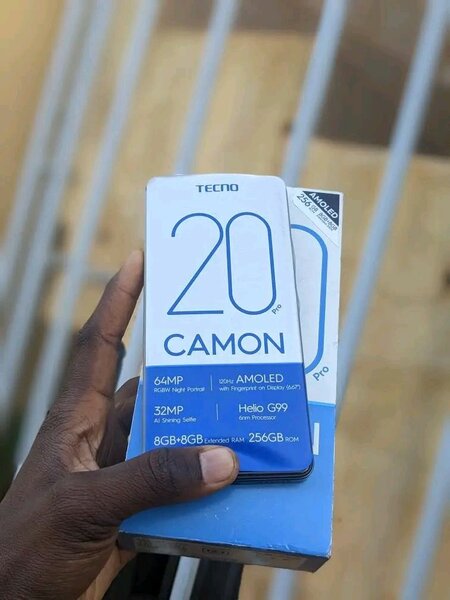 TECNO
20
Pro
CAMON
64MP
RGBW Night Portrait
120Hz AMOLED
with Fingerprint on Display (6.67")
32MP
AI Shining Selfie
Helio G99
6nm Processor
8GB+8GB Extended RAM 256GB ROM
AMOLED
256GB
Pro